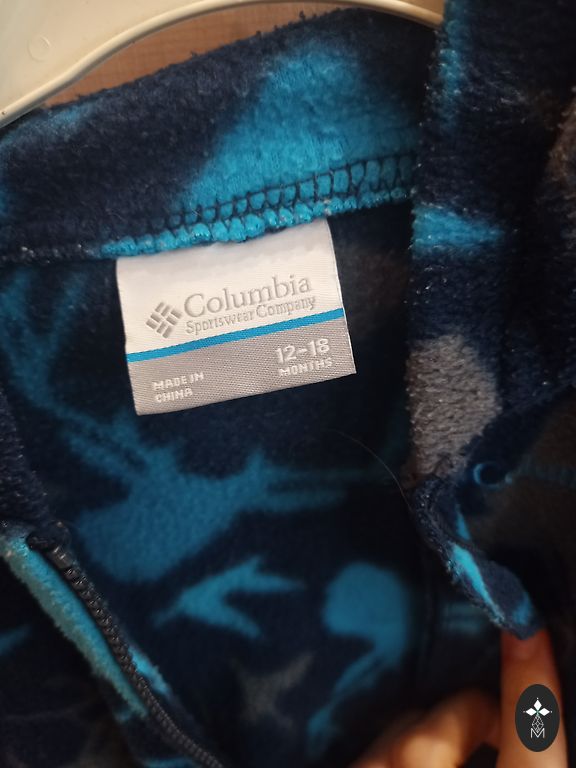 Columbia
Sportswear Company
12-18
MONTHS
MADE IN
CHINA
M